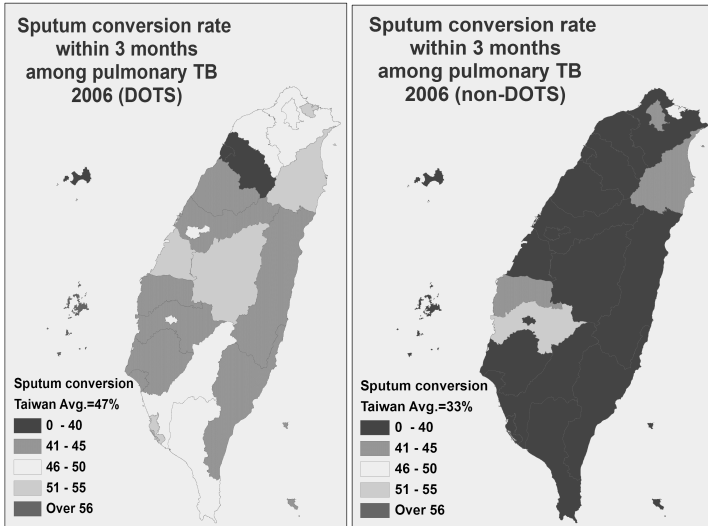 Sputum conversion rate
within 3 months
among pulmonary TB
2006 (DOTS)
Sputum conversion
Taiwan Avg.=47%
0 - 40
41 - 45
46 - 50
51 - 55
Over 56
Sputum conversion rate
within 3 months
among pulmonary TB
2006 (non-DOTS)
Sputum conversion
Taiwan Avg.=33%
0 - 40
41 - 45
46 - 50
51 - 55
Over 56